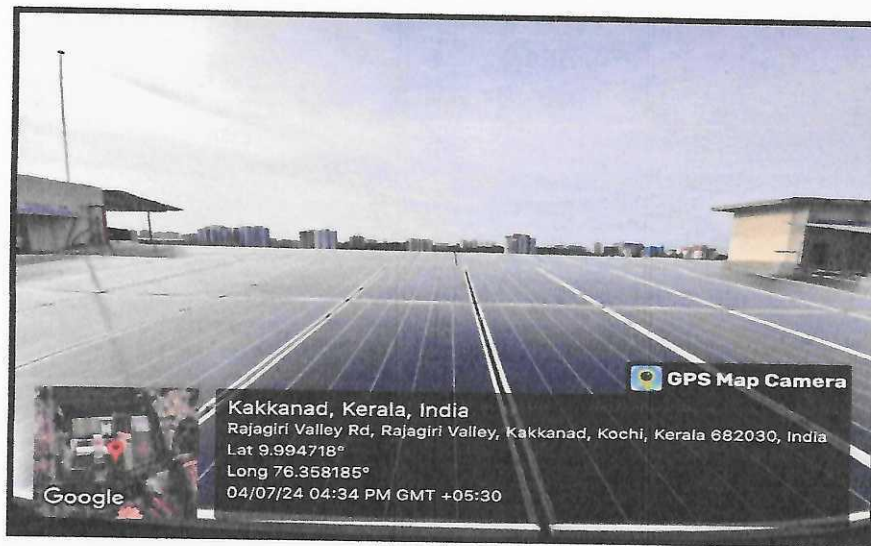 GPS Map Camera
Kakkanad, Kerala, India
Rajagiri Valley Rd, Rajagiri Valley, Kakkanad, Kochi, Kerala 682030, India
Lat 9.994718°
Long 76.358185°
04/07/24 04:34 PM GMT +05:30
Google